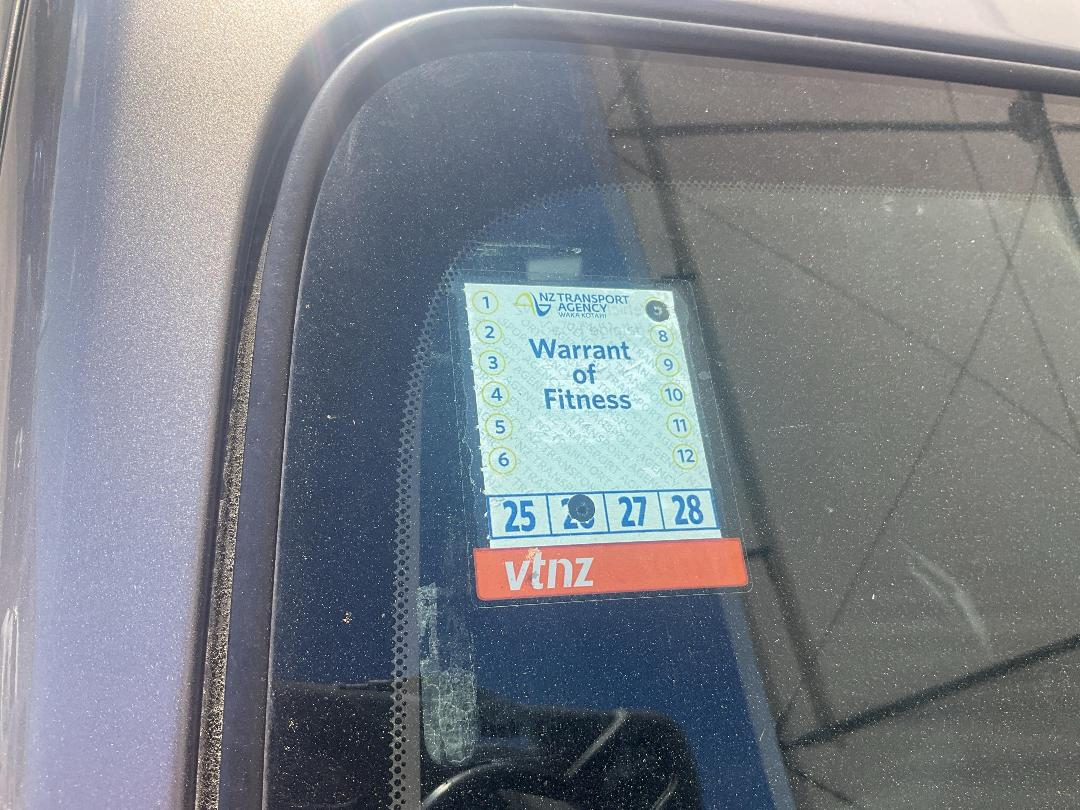 1
NZ TRANSPORT
AGENCY
WAKA KOTAHI
2
8
3
Warrant
of
Fitness
9
4
10
5
11
6
12
25 27 28
vtnz